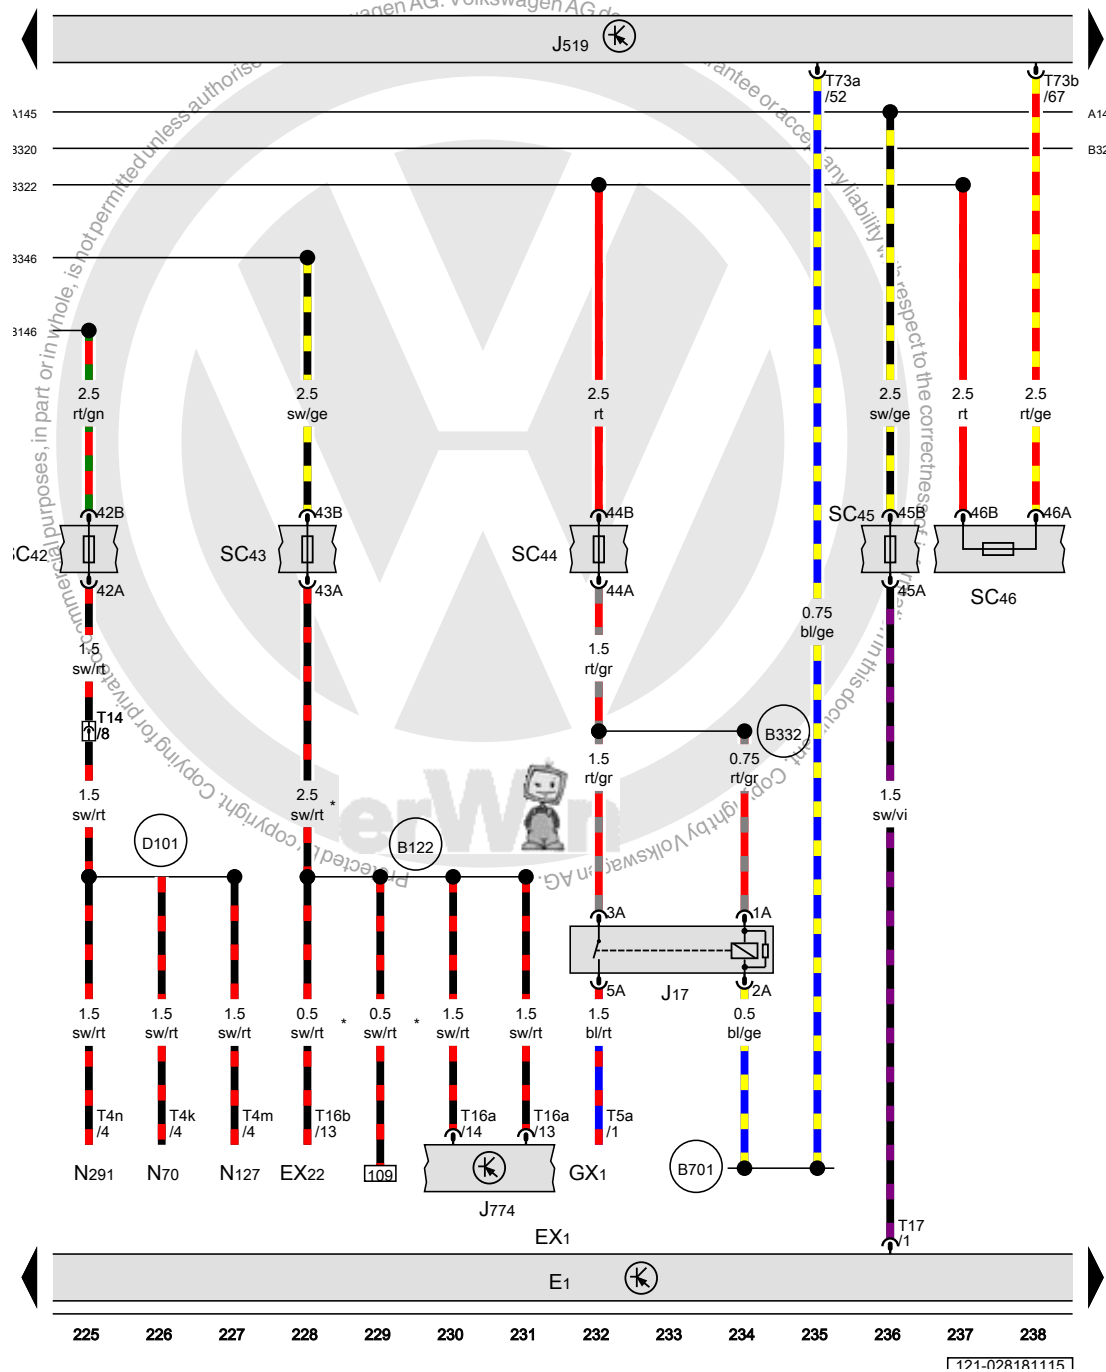 J519
T73a
/52
T73b
/67
A145
A14
B320
B32
B322
B346
B146
2.5
rt/gn
2.5
sw/ge
2.5
rt
2.5
sw/ge
2.5
rt
2.5
rt/ge
42B
43B
44B
SC45
45B
46B
46A
SC42
SC43
SC44
42A
43A
44A
45A
SC46
0.75
bl/ge
1.5
sw/rt
1.5
rt/gr
T14
/8
B332
1.5
rt/gr
0.75
rt/gr
1.5
sw/rt
2.5
sw/rt *
1.5
sw/vi
D101
B122
erWin
3A
1A
5A
2A
J17
1.5
sw/rt
1.5
sw/rt
1.5
sw/rt
0.5
sw/rt *
0.5
sw/rt *
1.5
sw/rt
1.5
sw/rt
1.5
bl/rt
0.5
bl/ge
T4n
/4
T4k
/4
T4m
/4
T16b
/13
T16a
/14
T16a
/13
T5a
/1
N291
N70
N127
EX22
109
J774
GX1
B701
T17
/1
EX1
E1
225 226 227 228 229 230 231 232 233 234 235 236 237 238
121-028181115